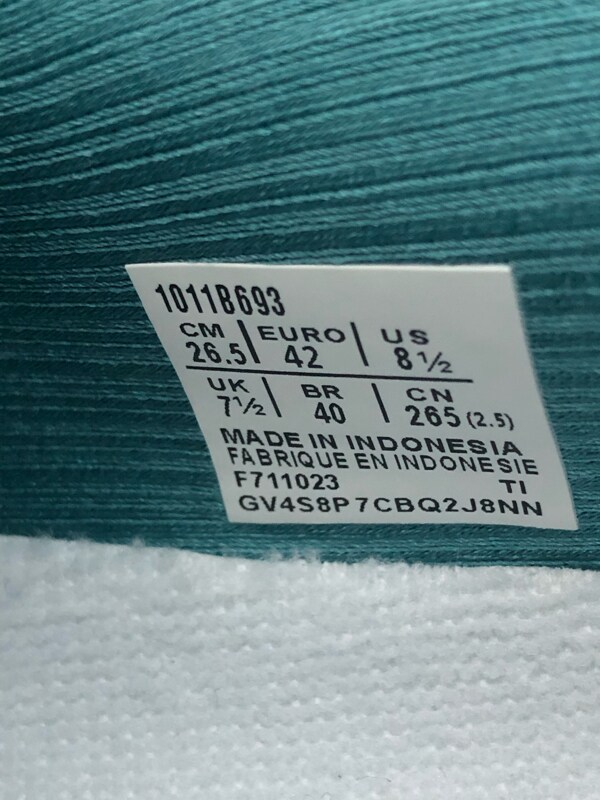 1011B693
CM | EURO | US
26.5 | 42 | 8½
UK | BR | CN
7½ | 40 | 265 (2.5)
MADE IN INDONESIA
FABRIQUE EN INDONESIE
F711023 TI
GV4S8P7CBQ2J8NN